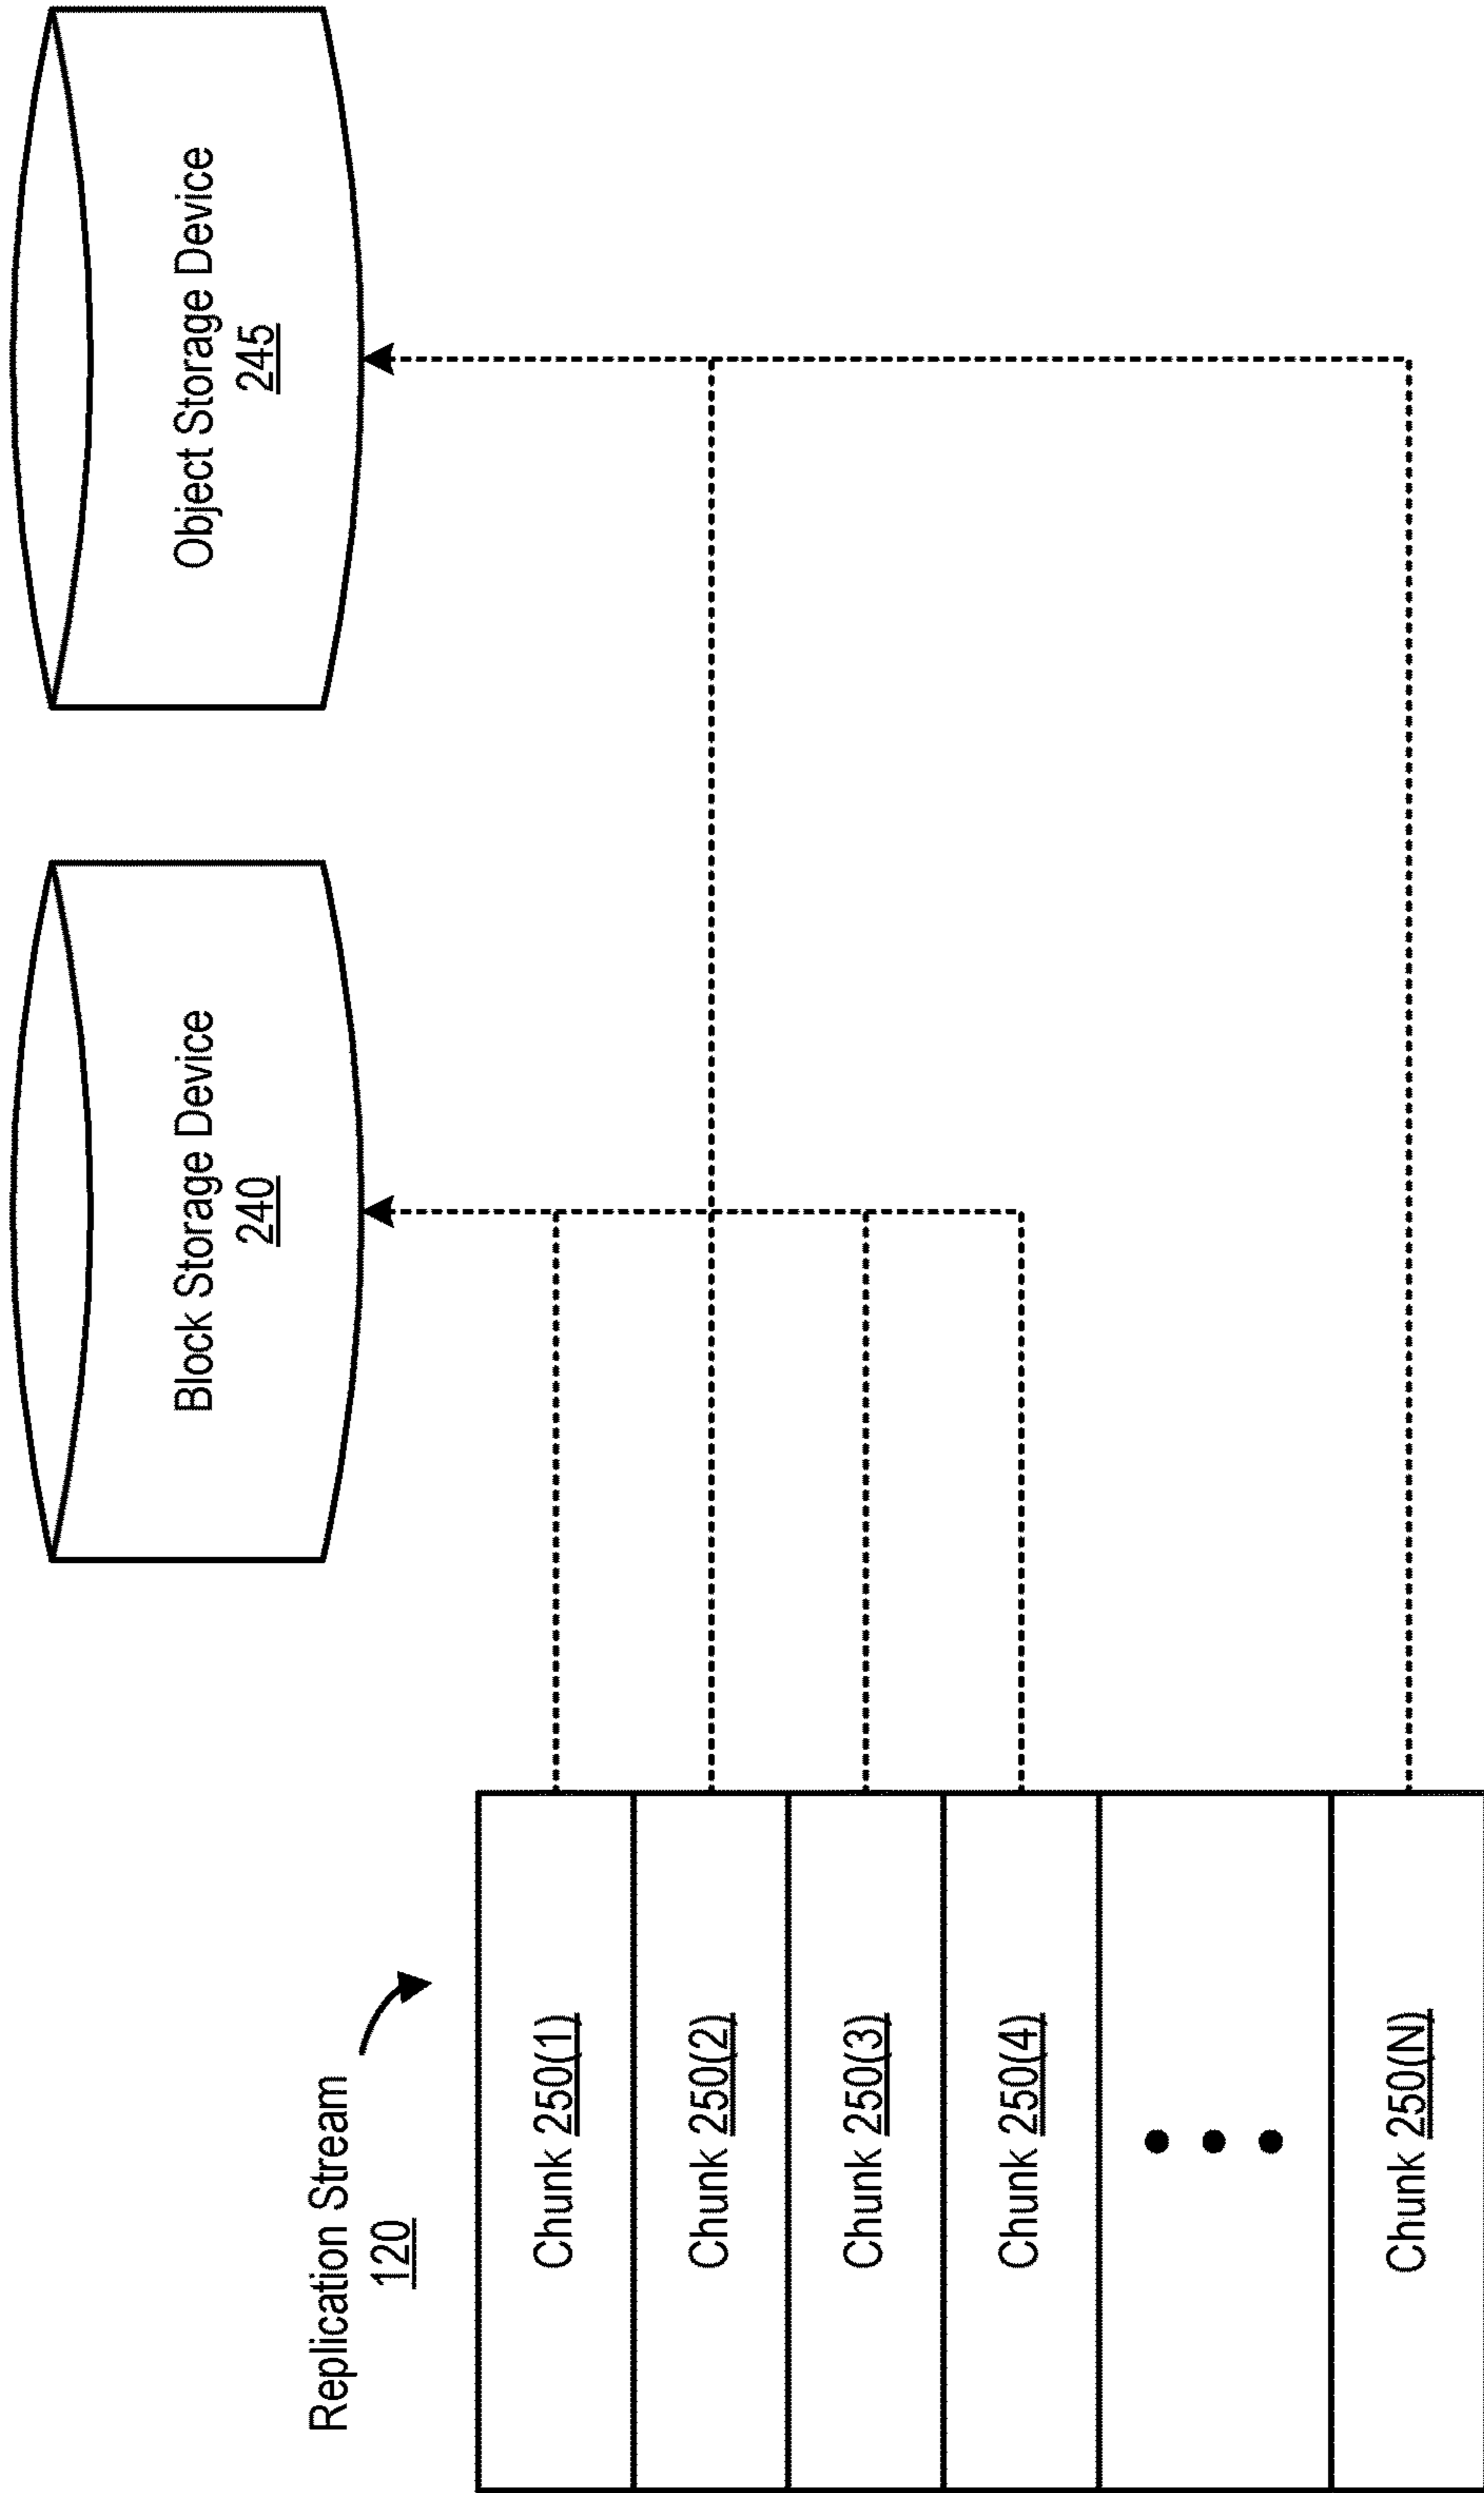 Block Storage Device
240
Object Storage Device
245
Replication Stream
120
Chunk 250(1)
Chunk 250(2)
Chunk 250(3)
Chunk 250(4)
Chunk 250(N)